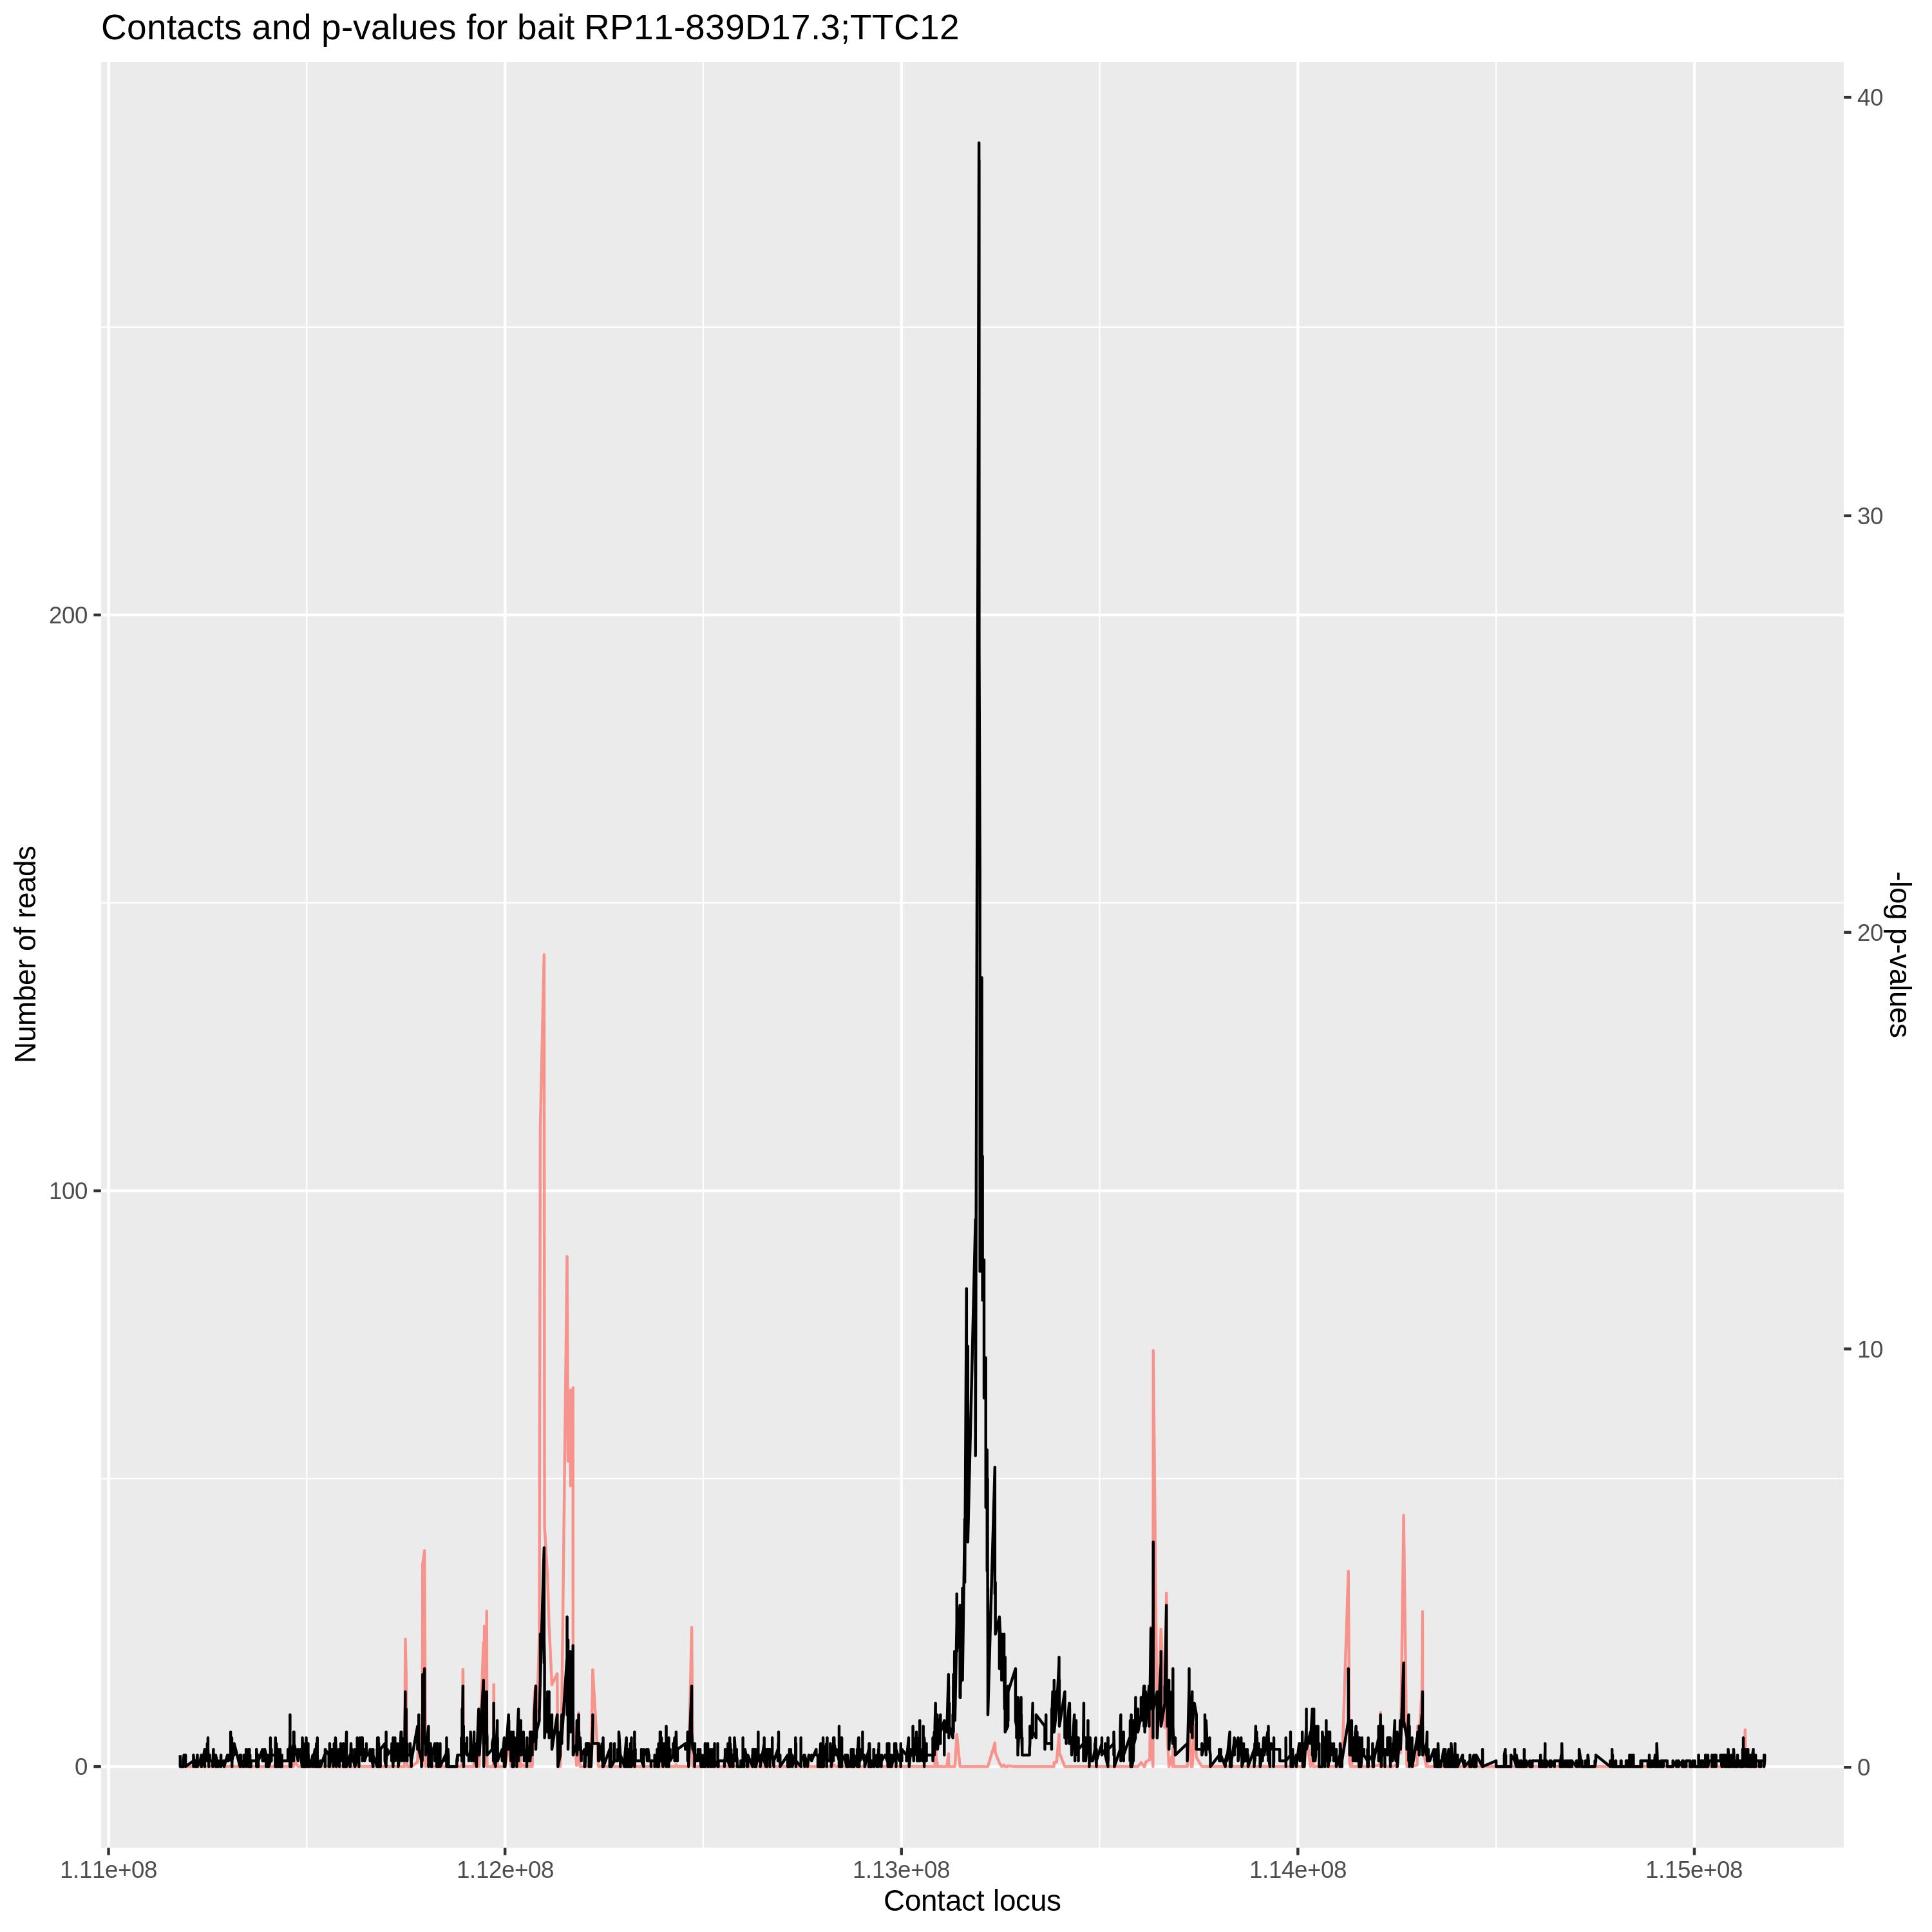 Contacts and p-values for bait RP11-839D17.3;TTC12
40
30
200
20
Number of reads
-log p-values
100
10
0
0
1.11e+08
1.12e+08
1.13e+08
1.14e+08
1.15e+08
Contact locus